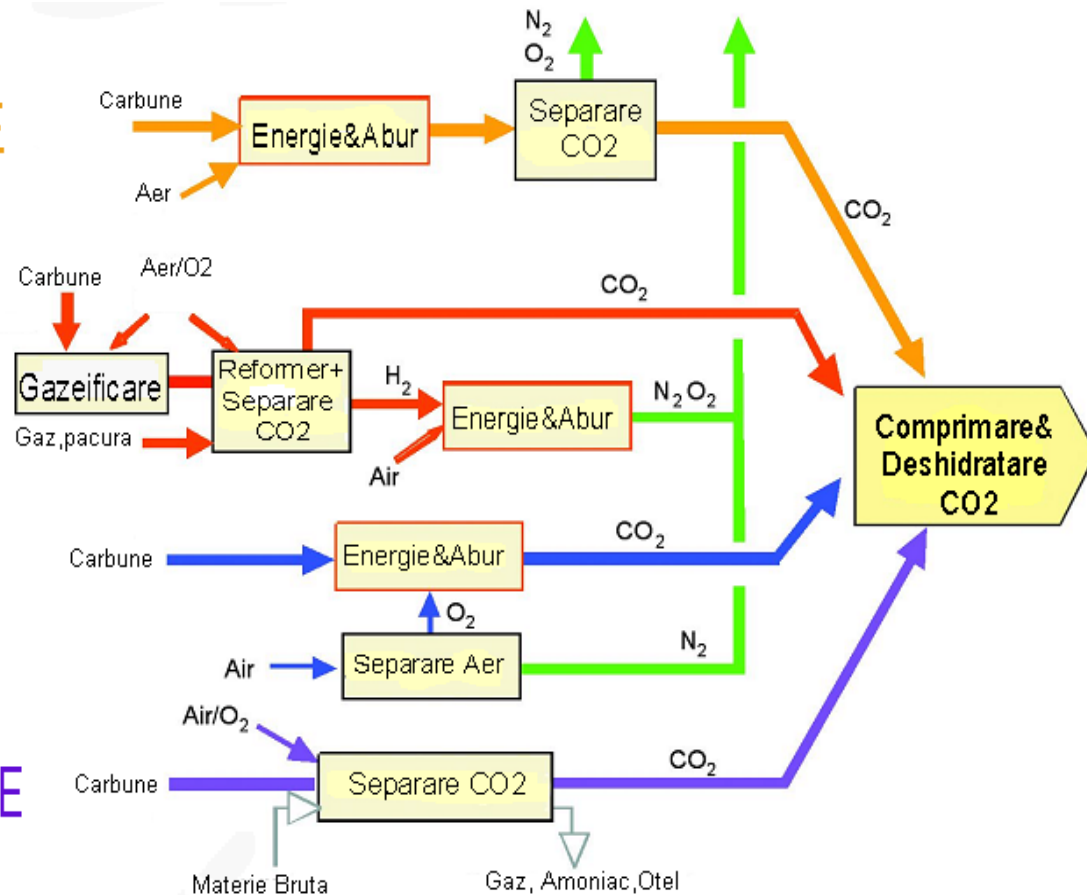 N₂
O₂
Carbune
E
Energie&Abur
Separare
CO2
Aer
CO₂
Carbune
Aer/O2
CO₂
Gazeificare
Reformer+
Separare
CO2
H₂
Energie&Abur
N₂O₂
Gaz,pacura
Air
Comprimare&
Deshidratare
CO2
Carbune
Energie&Abur
CO₂
O₂
Air
Separare Aer
N₂
Air/O₂
E
Carbune
Separare CO2
CO₂
Materie Bruta
Gaz, Amoniac,Otel